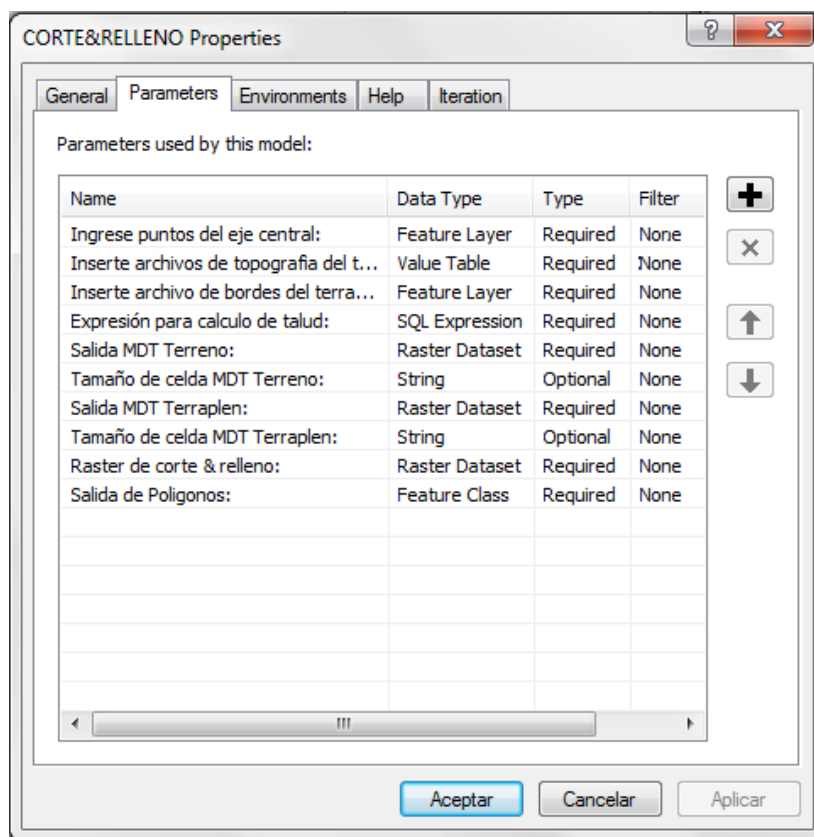 CORTE&RELLENO Properties
General Parameters Environments Help Iteration
Parameters used by this model:
Name Data Type Type Filter
Ingrese puntos del eje central: Feature Layer Required None
Inserte archivos de topografia del t... Value Table Required None
Inserte archivo de bordes del terra... Feature Layer Required None
Expresión para calculo de talud: SQL Expression Required None
Salida MDT Terreno: Raster Dataset Required None
Tamaño de celda MDT Terreno: String Optional None
Salida MDT Terraplen: Raster Dataset Required None
Tamaño de celda MDT Terraplen: String Optional None
Raster de corte & relleno: Raster Dataset Required None
Salida de Poligonos: Feature Class Required None
Aceptar Cancelar Aplicar